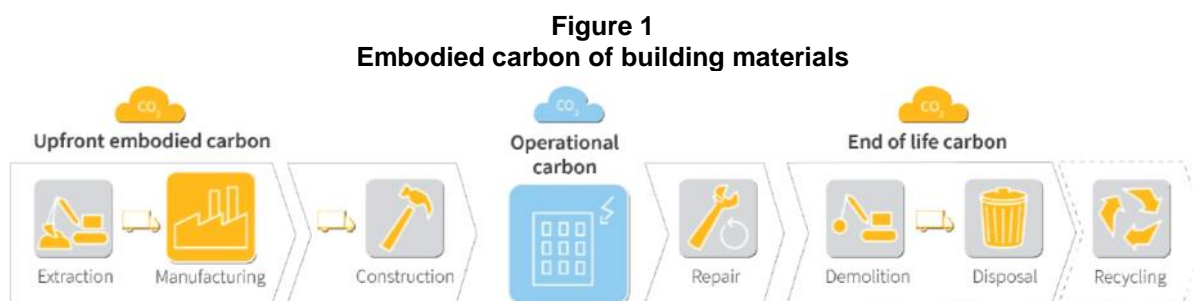 Figure 1
Embodied carbon of building materials
CO2
Upfront embodied carbon
CO2
Operational
carbon
CO2
End of life carbon
Extraction
Manufacturing
Construction
Repair
Demolition
Disposal
Recycling